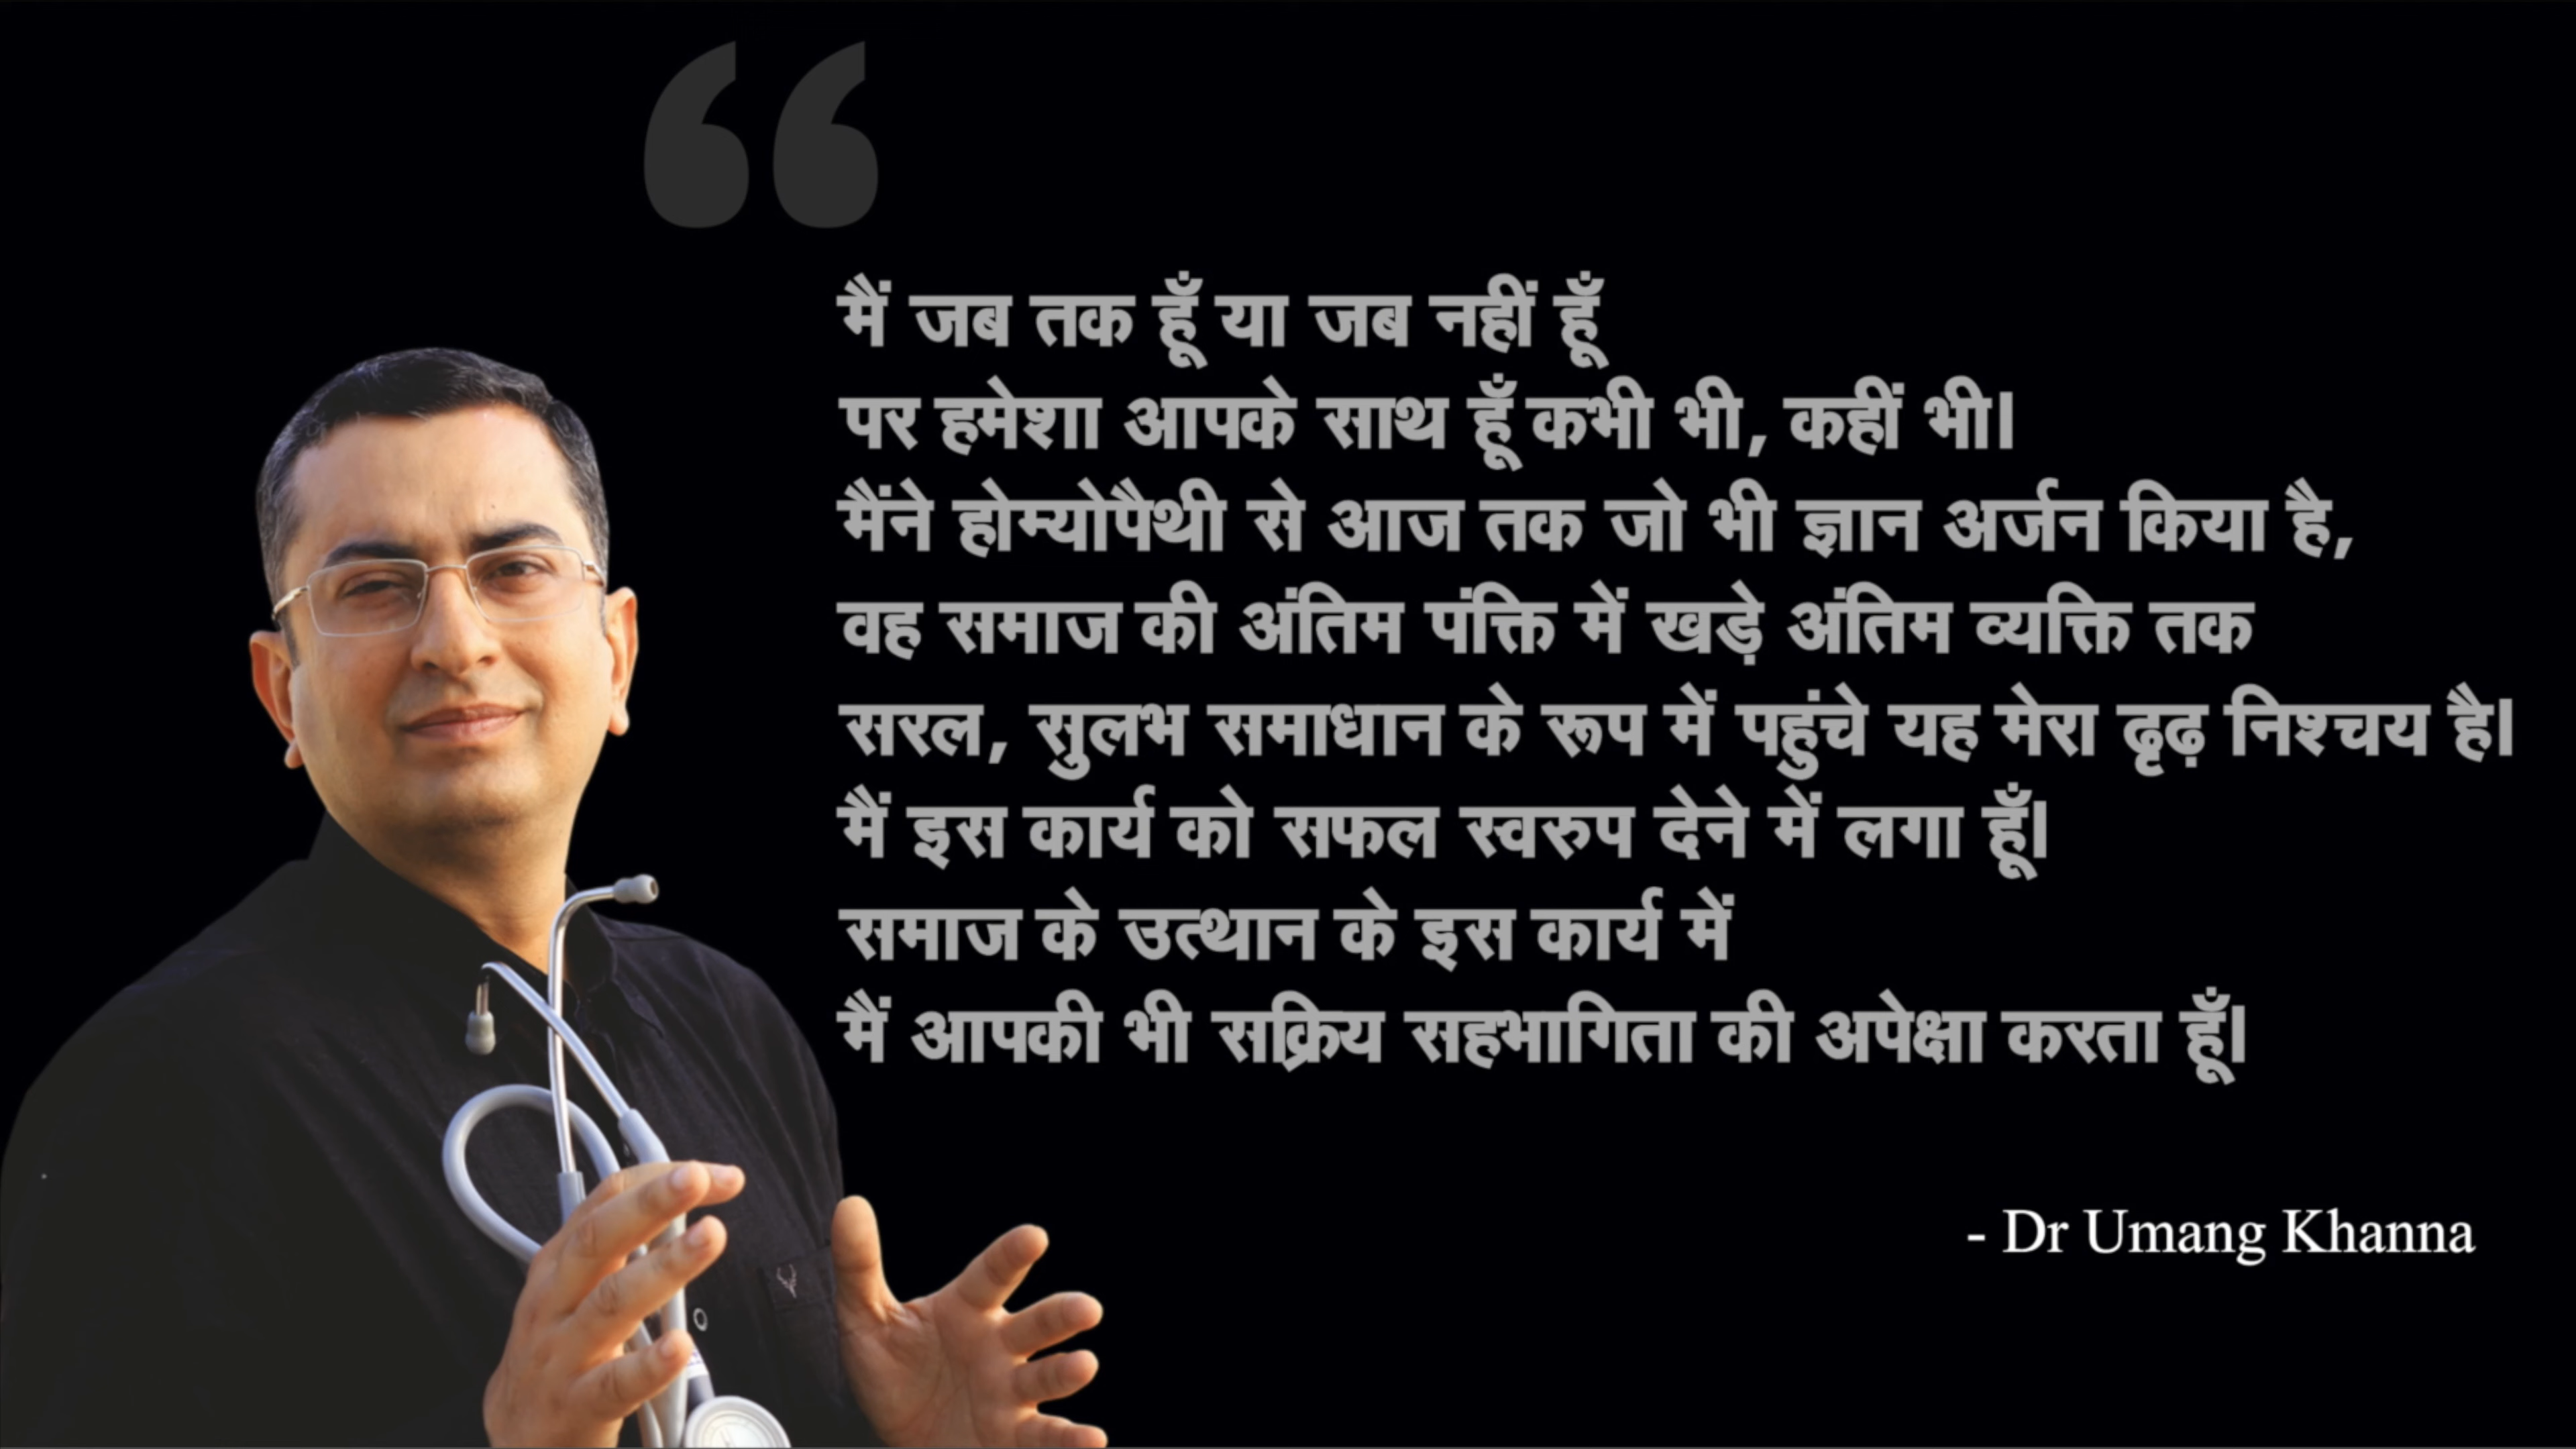 मैं जब तक हूँ या जब नहीं हूँ
पर हमेशा आपके साथ हूँ कभी भी, कहीं भी।
मैंने होम्योपैथी से आज तक जो भी ज्ञान अर्जन किया है,
वह समाज की अंतिम पंक्ति में खड़े अंतिम व्यक्ति तक
सरल, सुलभ समाधान के रूप में पहुंचे यह मेरा ढृढ़ निश्चय है।
मैं इस कार्य को सफल स्वरुप देने में लगा हूँ।
समाज के उत्थान के इस कार्य में
मैं आपकी भी सक्रिय सहभागिता की अपेक्षा करता हूँ।
- Dr Umang Khanna